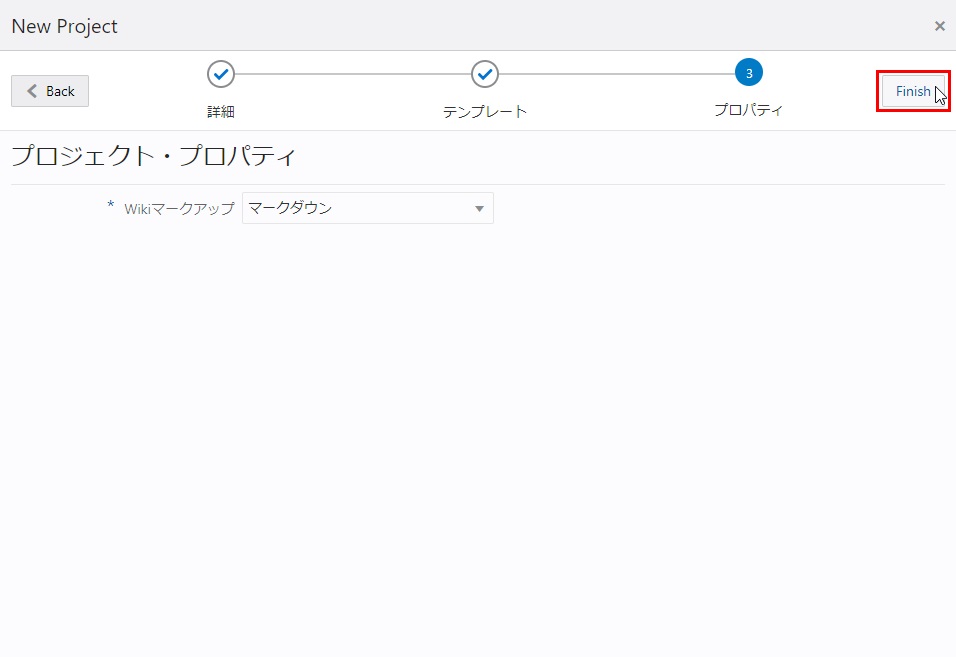 New Project
×
Back
詳細
テンプレート
3
プロパティ
Finish
プロジェクト・プロパティ
* Wikiマークアップ マークダウン